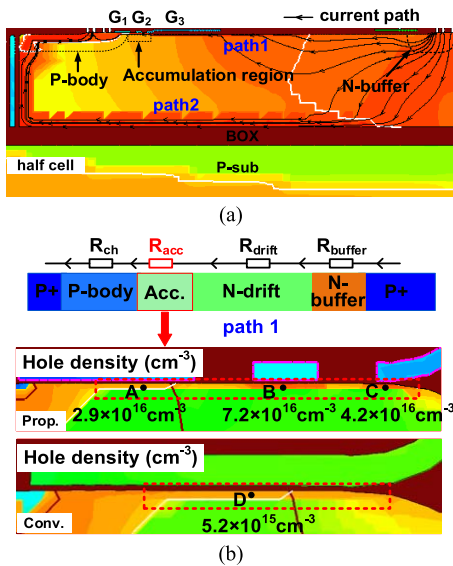 G₁ G₂ G₃ current path
path1
P-body
Accumulation region
N-buffer
path2
BOX
half cell
P-sub
(a)
Rch Racc Rdrift Rbuffer
P+ P-body Acc. N-drift N-buffer P+
path 1
Hole density (cm⁻³)
A B C
2.9×10¹⁶cm⁻³ 7.2×10¹⁶cm⁻³ 4.2×10¹⁶cm⁻³
Prop.
Hole density (cm⁻³)
D
5.2×10¹⁵cm⁻³
Conv.
(b)